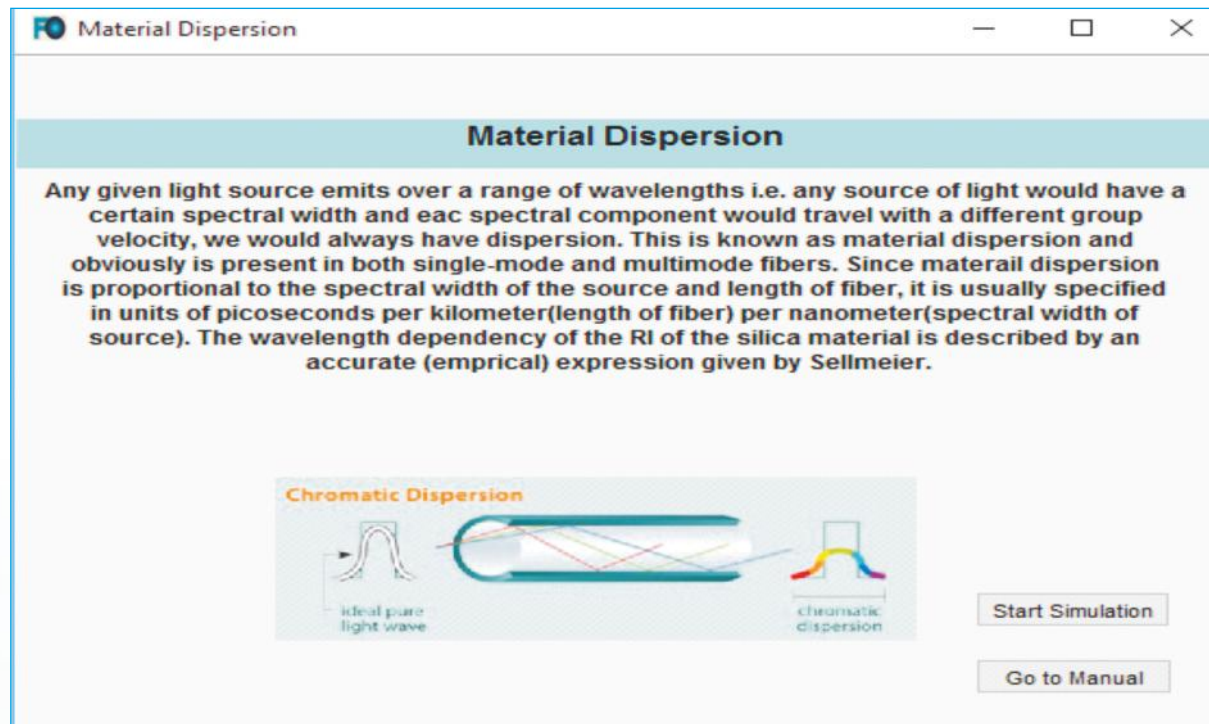 FO Material Dispersion
Material Dispersion
Any given light source emits over a range of wavelengths i.e. any source of light would have a
certain spectral width and eac spectral component would travel with a different group
velocity, we would always have dispersion. This is known as material dispersion and
obviously is present in both single-mode and multimode fibers. Since materail dispersion
is proportional to the spectral width of the source and length of fiber, it is usually specified
in units of picoseconds per kilometer(length of fiber) per nanometer(spectral width of
source). The wavelength dependency of the RI of the silica material is described by an
accurate (emprical) expression given by Sellmeier.
Chromatic Dispersion
ideal pure
light wave
chromatic
dispersion
Start Simulation
Go to Manual